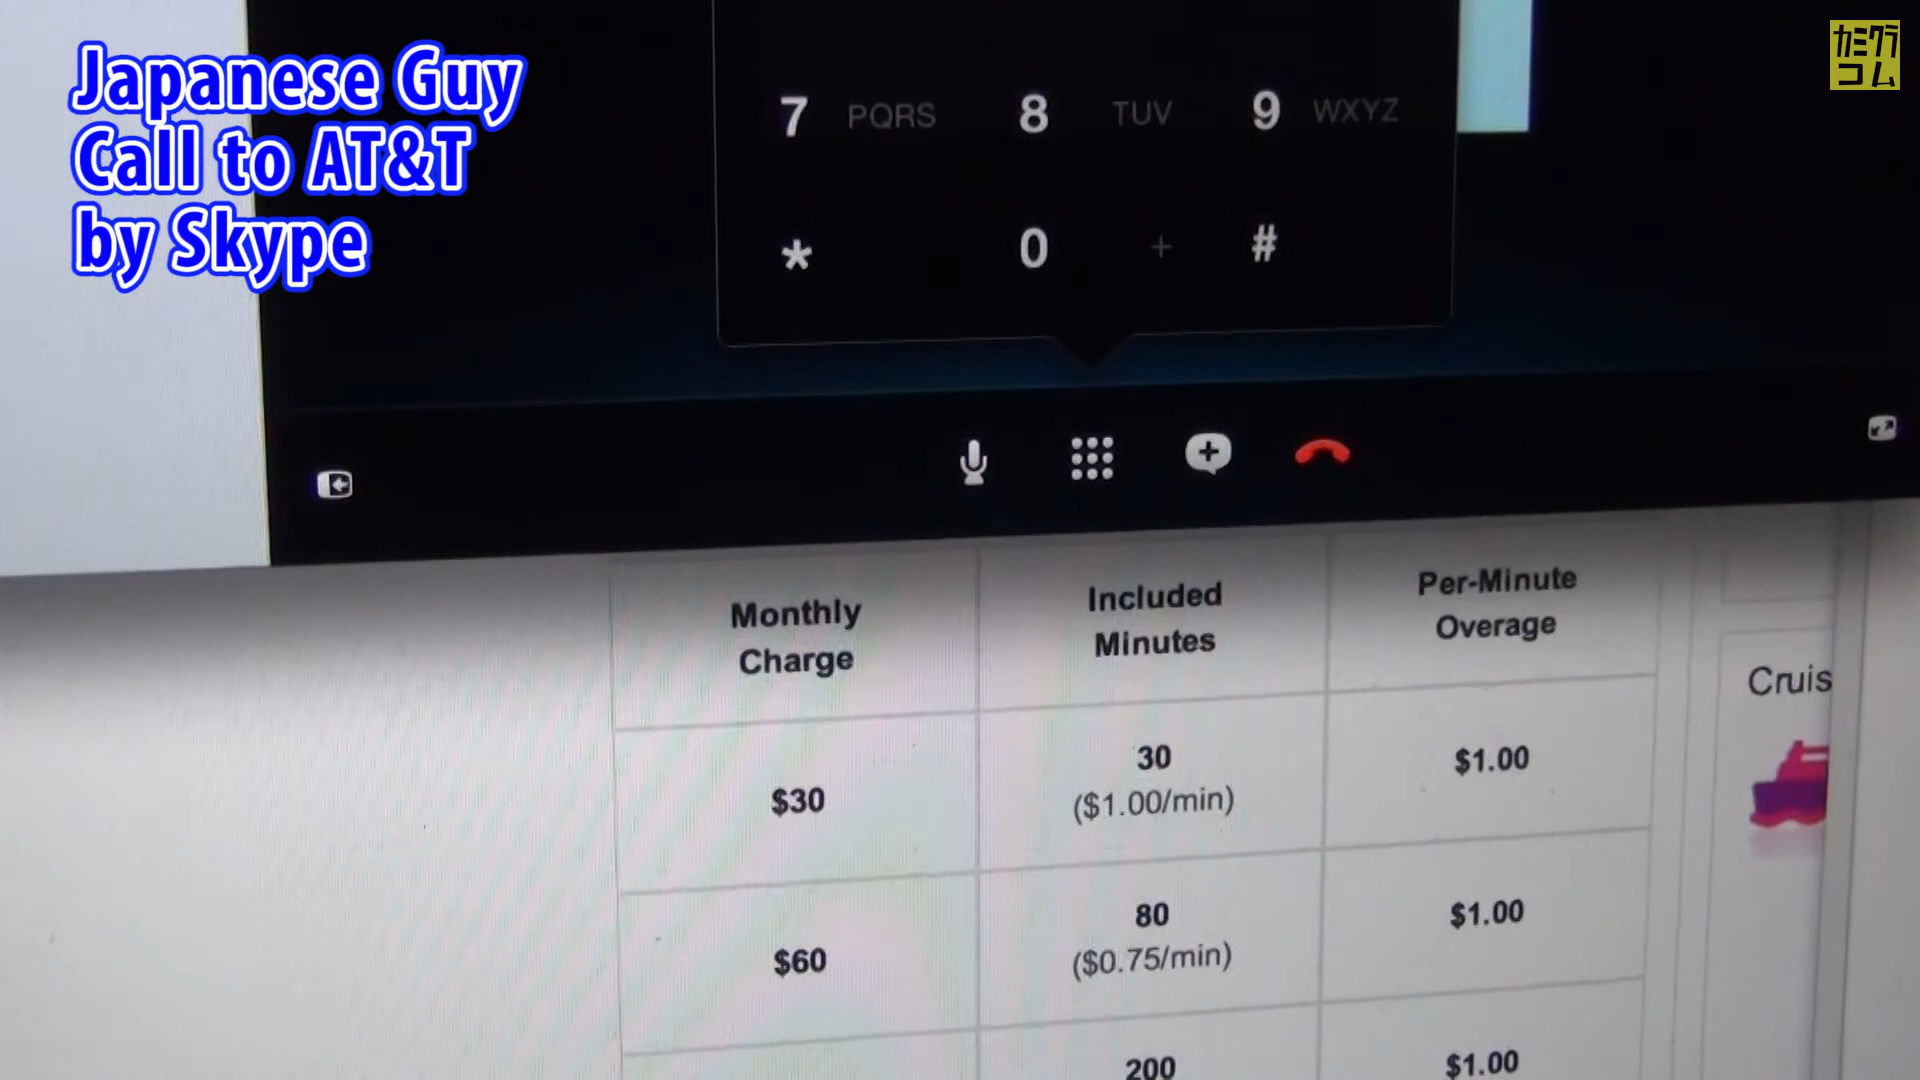 Japanese Guy
Call to AT&T
by Skype
カミクラ
コム
7 PQRS 8 TUV 9 WXYZ
* 0 + #
Monthly
Charge
Included
Minutes
Per-Minute
Overage
Cruis
$30
30
($1.00/min)
$1.00
$60
80
($0.75/min)
$1.00
200
$1.00